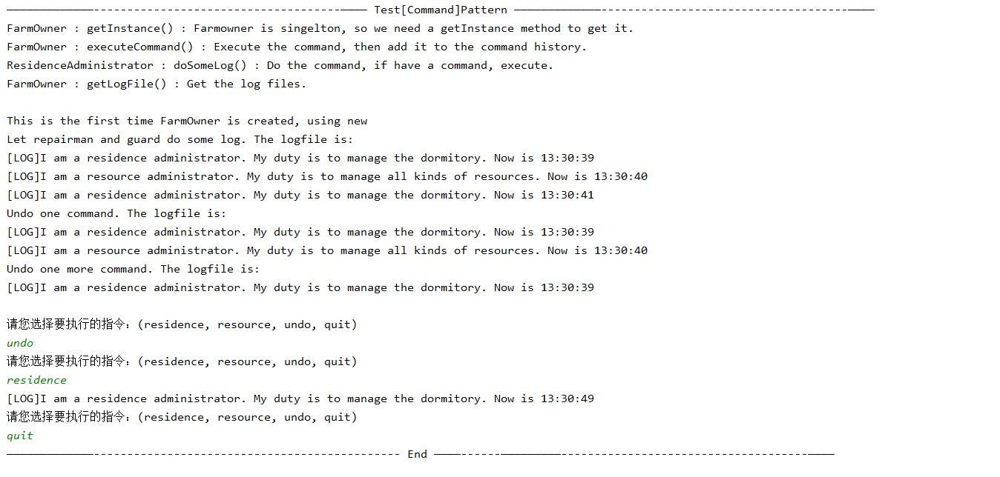 ———————————————————————————————— Test[Command]Pattern ————————————————————————————————
FarmOwner : getInstance() : Farmowner is singelton, so we need a getInstance method to get it.
FarmOwner : executeCommand() : Execute the command, then add it to the command history.
ResidenceAdministrator : doSomeLog() : Do the command, if have a command, execute.
FarmOwner : getLogFile() : Get the log files.
This is the first time FarmOwner is created, using new
Let repairman and guard do some log. The logfile is:
[LOG]I am a residence administrator. My duty is to manage the dormitory. Now is 13:30:39
[LOG]I am a resource administrator. My duty is to manage all kinds of resources. Now is 13:30:40
[LOG]I am a residence administrator. My duty is to manage the dormitory. Now is 13:30:41
Undo one command. The logfile is:
[LOG]I am a residence administrator. My duty is to manage the dormitory. Now is 13:30:39
[LOG]I am a resource administrator. My duty is to manage all kinds of resources. Now is 13:30:40
Undo one more command. The logfile is:
[LOG]I am a residence administrator. My duty is to manage the dormitory. Now is 13:30:39
请您选择要执行的指令：(residence, resource, undo, quit)
undo
请您选择要执行的指令：(residence, resource, undo, quit)
residence
[LOG]I am a residence administrator. My duty is to manage the dormitory. Now is 13:30:49
请您选择要执行的指令：(residence, resource, undo, quit)
quit
———————————————————————————————— End ————————————————————————————————